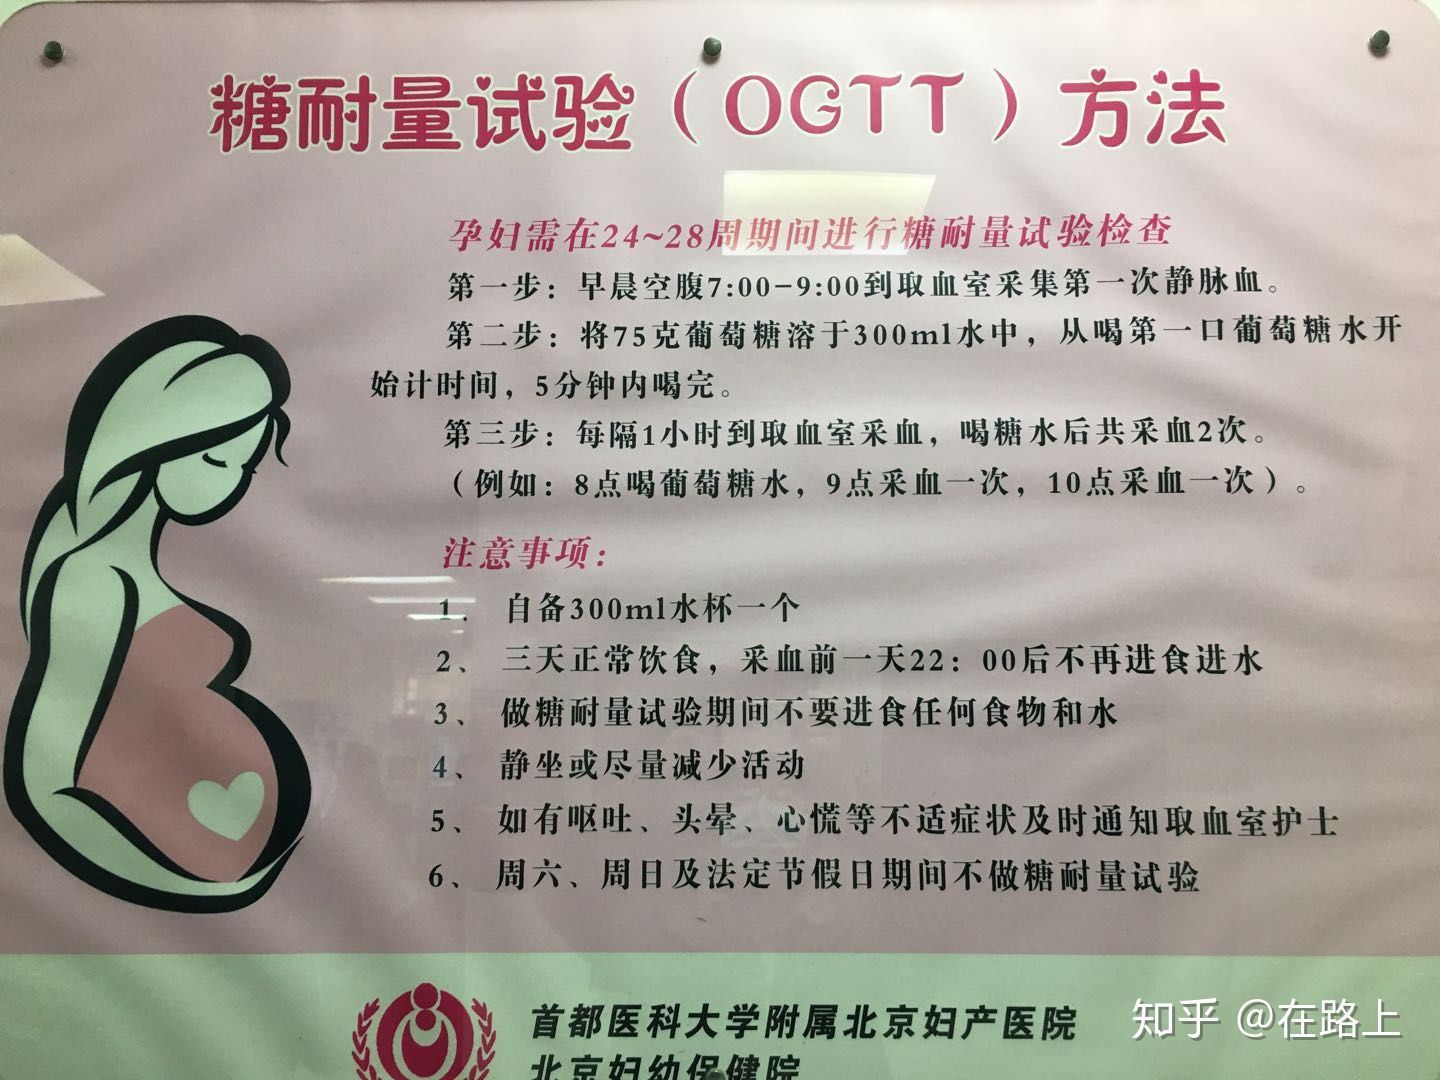 糖耐量试验（OGTT）方法
孕妇需在24~28周期间进行糖耐量试验检查
第一步：早晨空腹7:00-9:00到取血室采集第一次静脉血。
第二步：将75克葡萄糖溶于300ml水中，从喝第一口葡萄糖水开
始计时间，5分钟内喝完。
第三步：每隔1小时到取血室采血，喝糖水后共采血2次。
（例如：8点喝葡萄糖水，9点采血一次，10点采血一次）。
注意事项：
1. 自备300ml水杯一个
2、 三天正常饮食，采血前一天22：00后不再进食进水
3、 做糖耐量试验期间不要进食任何食物和水
4、 静坐或尽量减少活动
5、 如有呕吐、头晕、心慌等不适症状及时通知取血室护士
6、 周六、周日及法定节假日期间不做糖耐量试验
首都医科大学附属北京妇产医院
北京妇幼保健院
知乎 @在路上